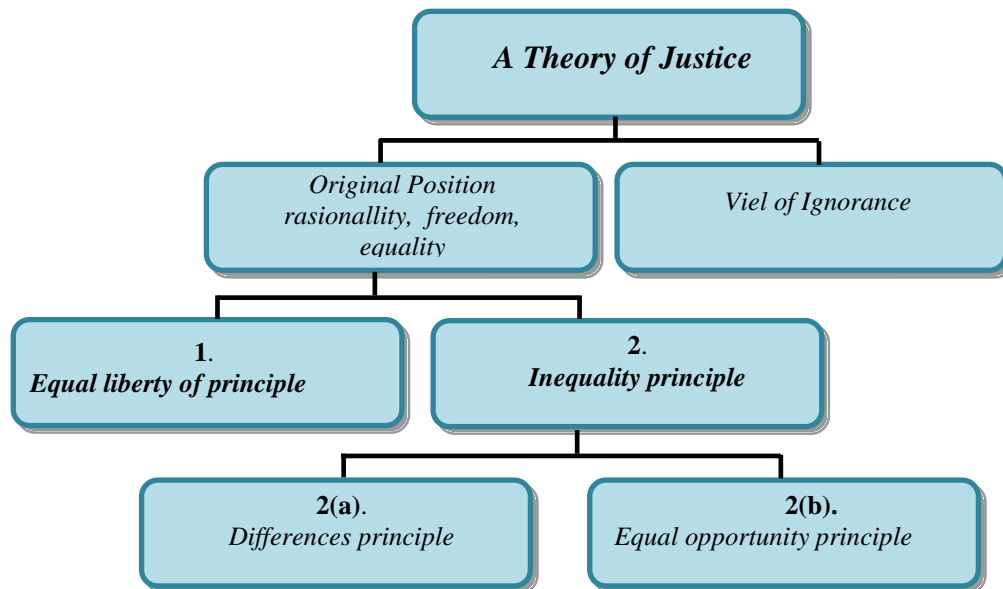 A Theory of Justice
Original Position
rasionallity, freedom,
equality
Viel of Ignorance
1.
Equal liberty of principle
2.
Inequality principle
2(a).
Differences principle
2(b).
Equal opportunity principle